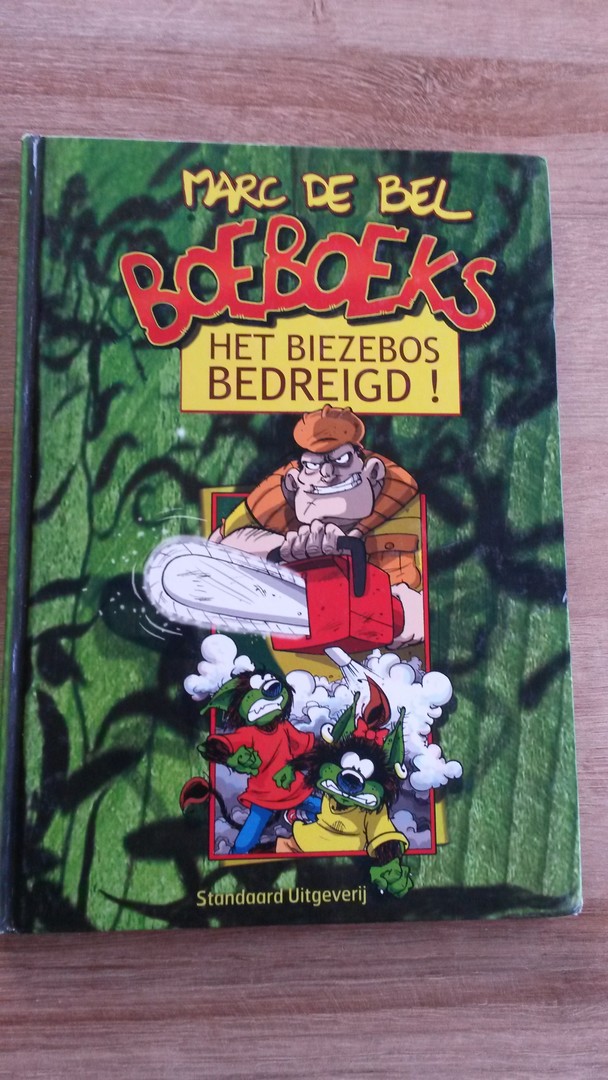 MARC DE BEL
BOEBOEKS
HET BIEZEBOS
BEDREIGD !
Standaard Uitgeverij